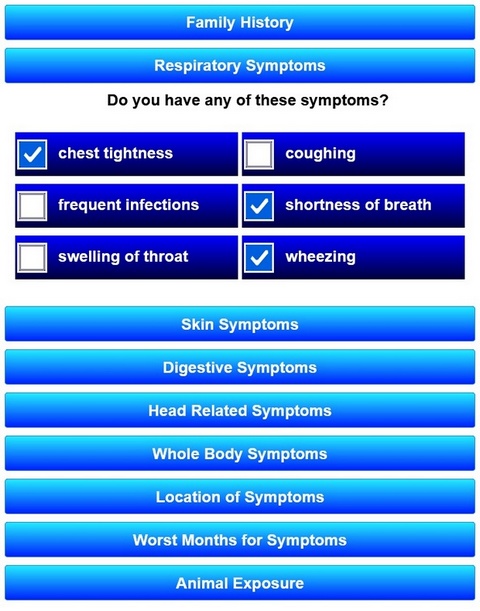 Family History
Respiratory Symptoms
Do you have any of these symptoms?
chest tightness
coughing
frequent infections
shortness of breath
swelling of throat
wheezing
Skin Symptoms
Digestive Symptoms
Head Related Symptoms
Whole Body Symptoms
Location of Symptoms
Worst Months for Symptoms
Animal Exposure